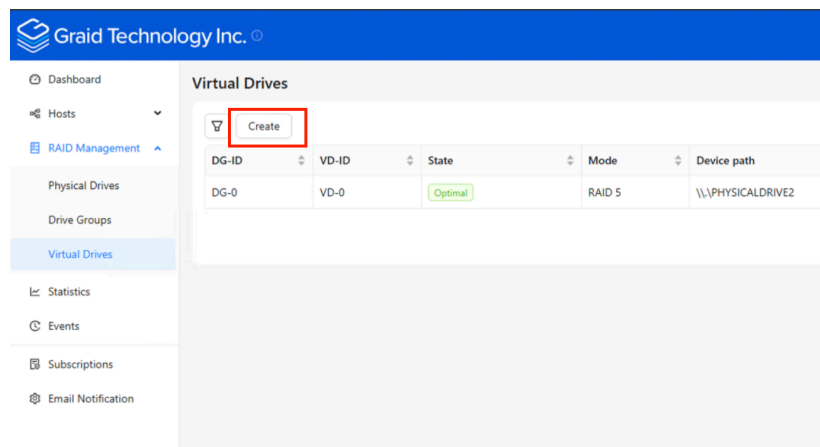 Graid Technology Inc.
Dashboard
Hosts
RAID Management
Physical Drives
Drive Groups
Virtual Drives
Statistics
Events
Subscriptions
Email Notification
Virtual Drives
Create
DG-ID VD-ID State Mode Device path
DG-0 VD-0 Optimal RAID 5 \\.\PHYSICALDRIVE2